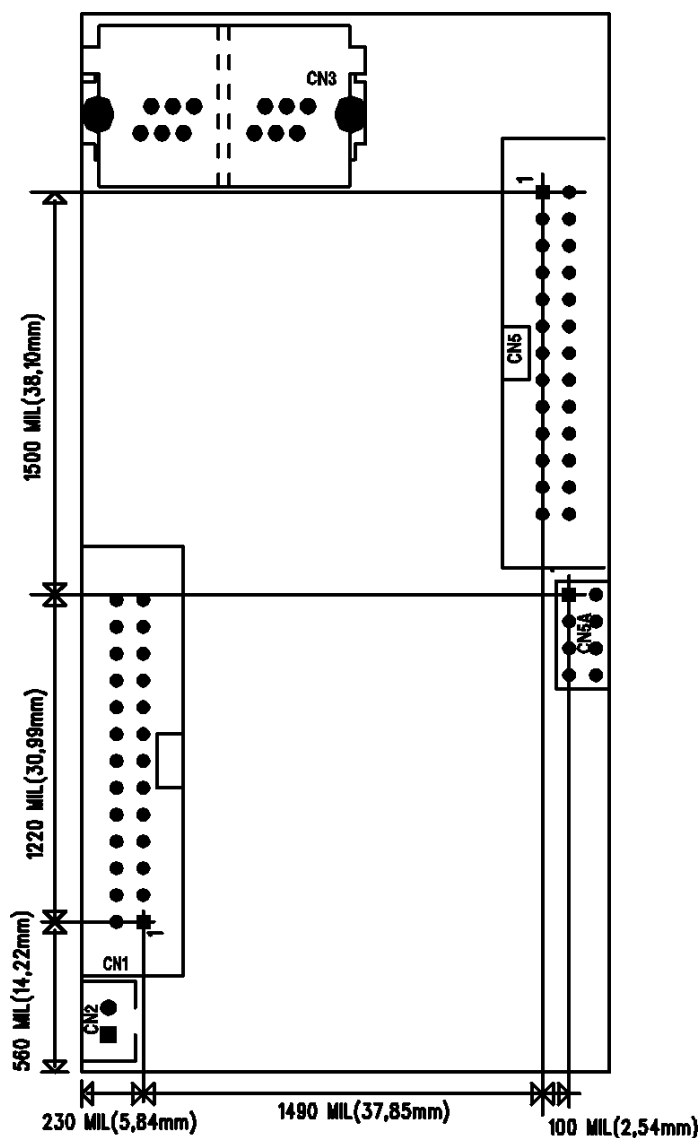 CN3
1
CN5
1500 MIL(38,10mm)
CN5A
1220 MIL(30,99mm)
1
CN1
560 MIL(14,22mm)
CN2
230 MIL(5,84mm)
1490 MIL(37,85mm)
100 MIL(2,54mm)